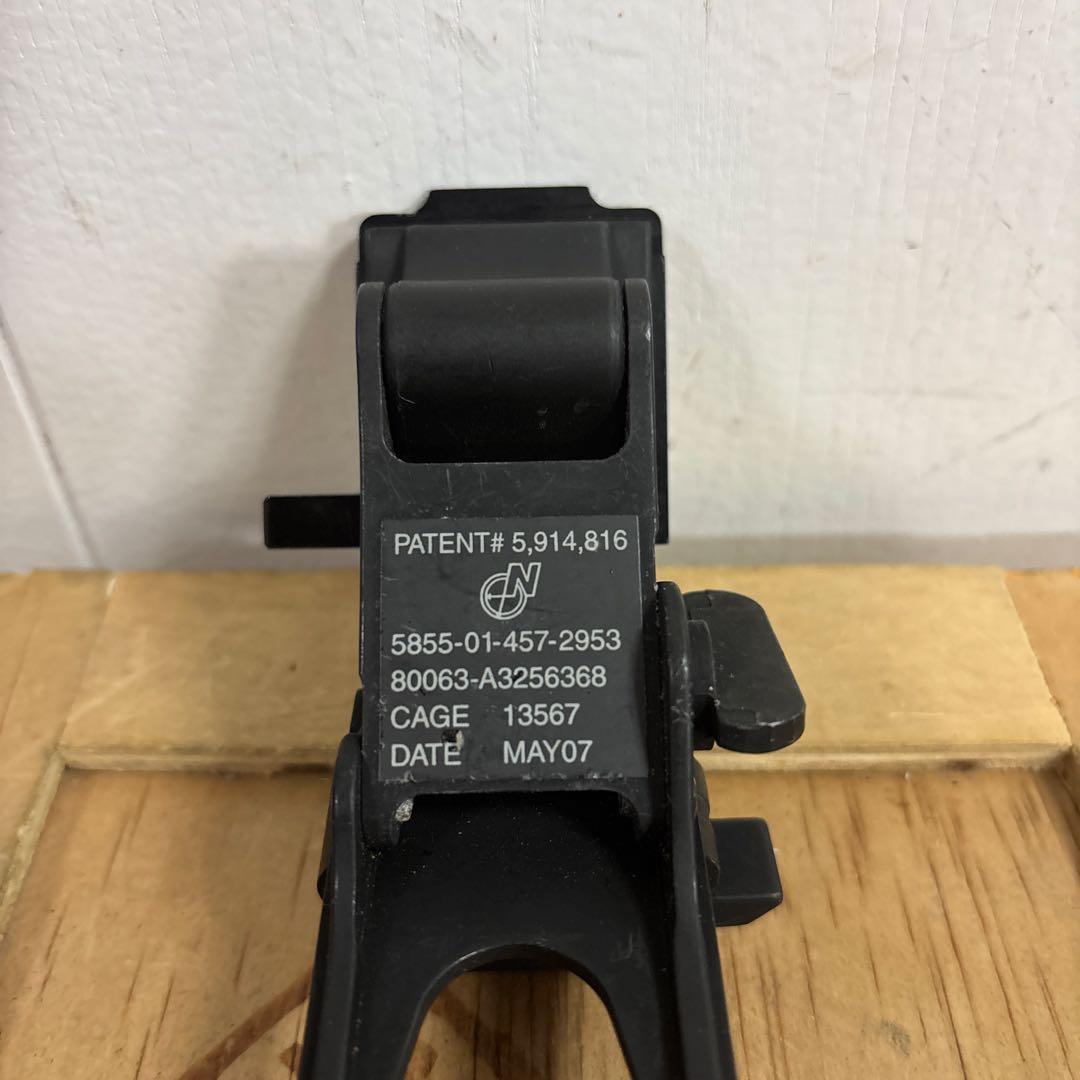 PATENT# 5,914,816
N
5855-01-457-2953
80063-A3256368
CAGE 13567
DATE MAY07